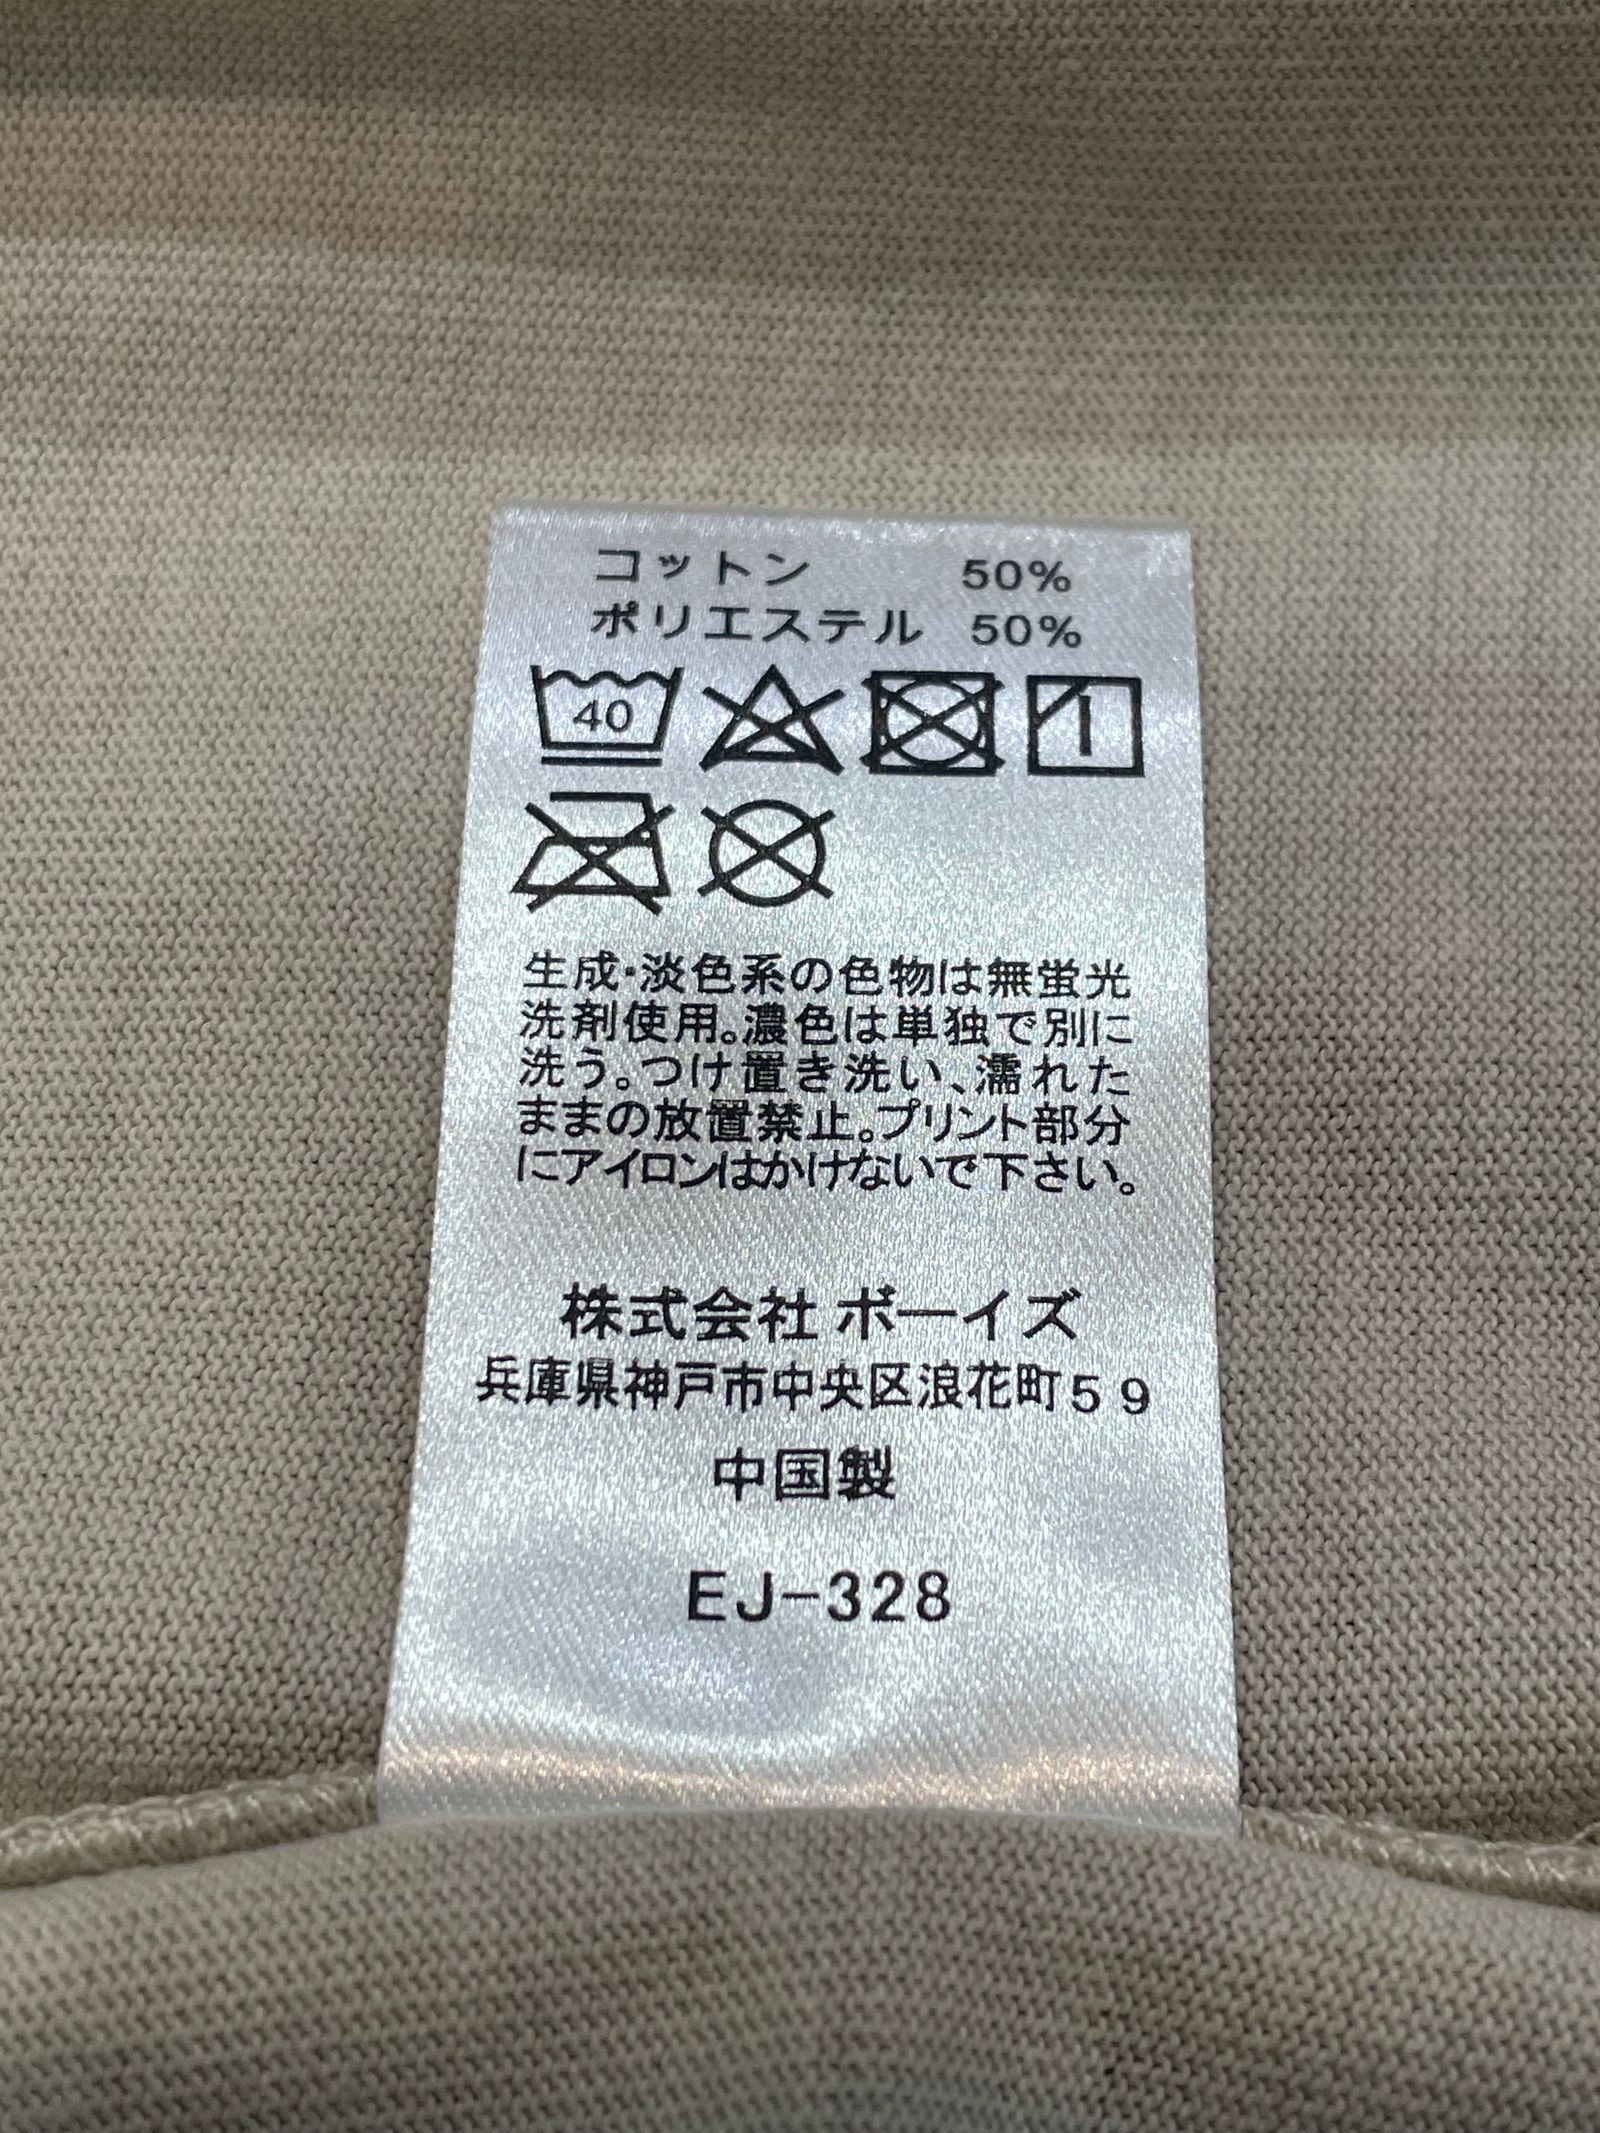 コットン 50%
ポリエステル 50%
40
生成・淡色系の色物は無蛍光
洗剤使用。濃色は単独で別に
洗う。つけ置き洗い、濡れた
ままの放置禁止。プリント部分
にアイロンはかけないで下さい。
株式会社 ボーイズ
兵庫県神戸市中央区浪花町59
中国製
EJ-328